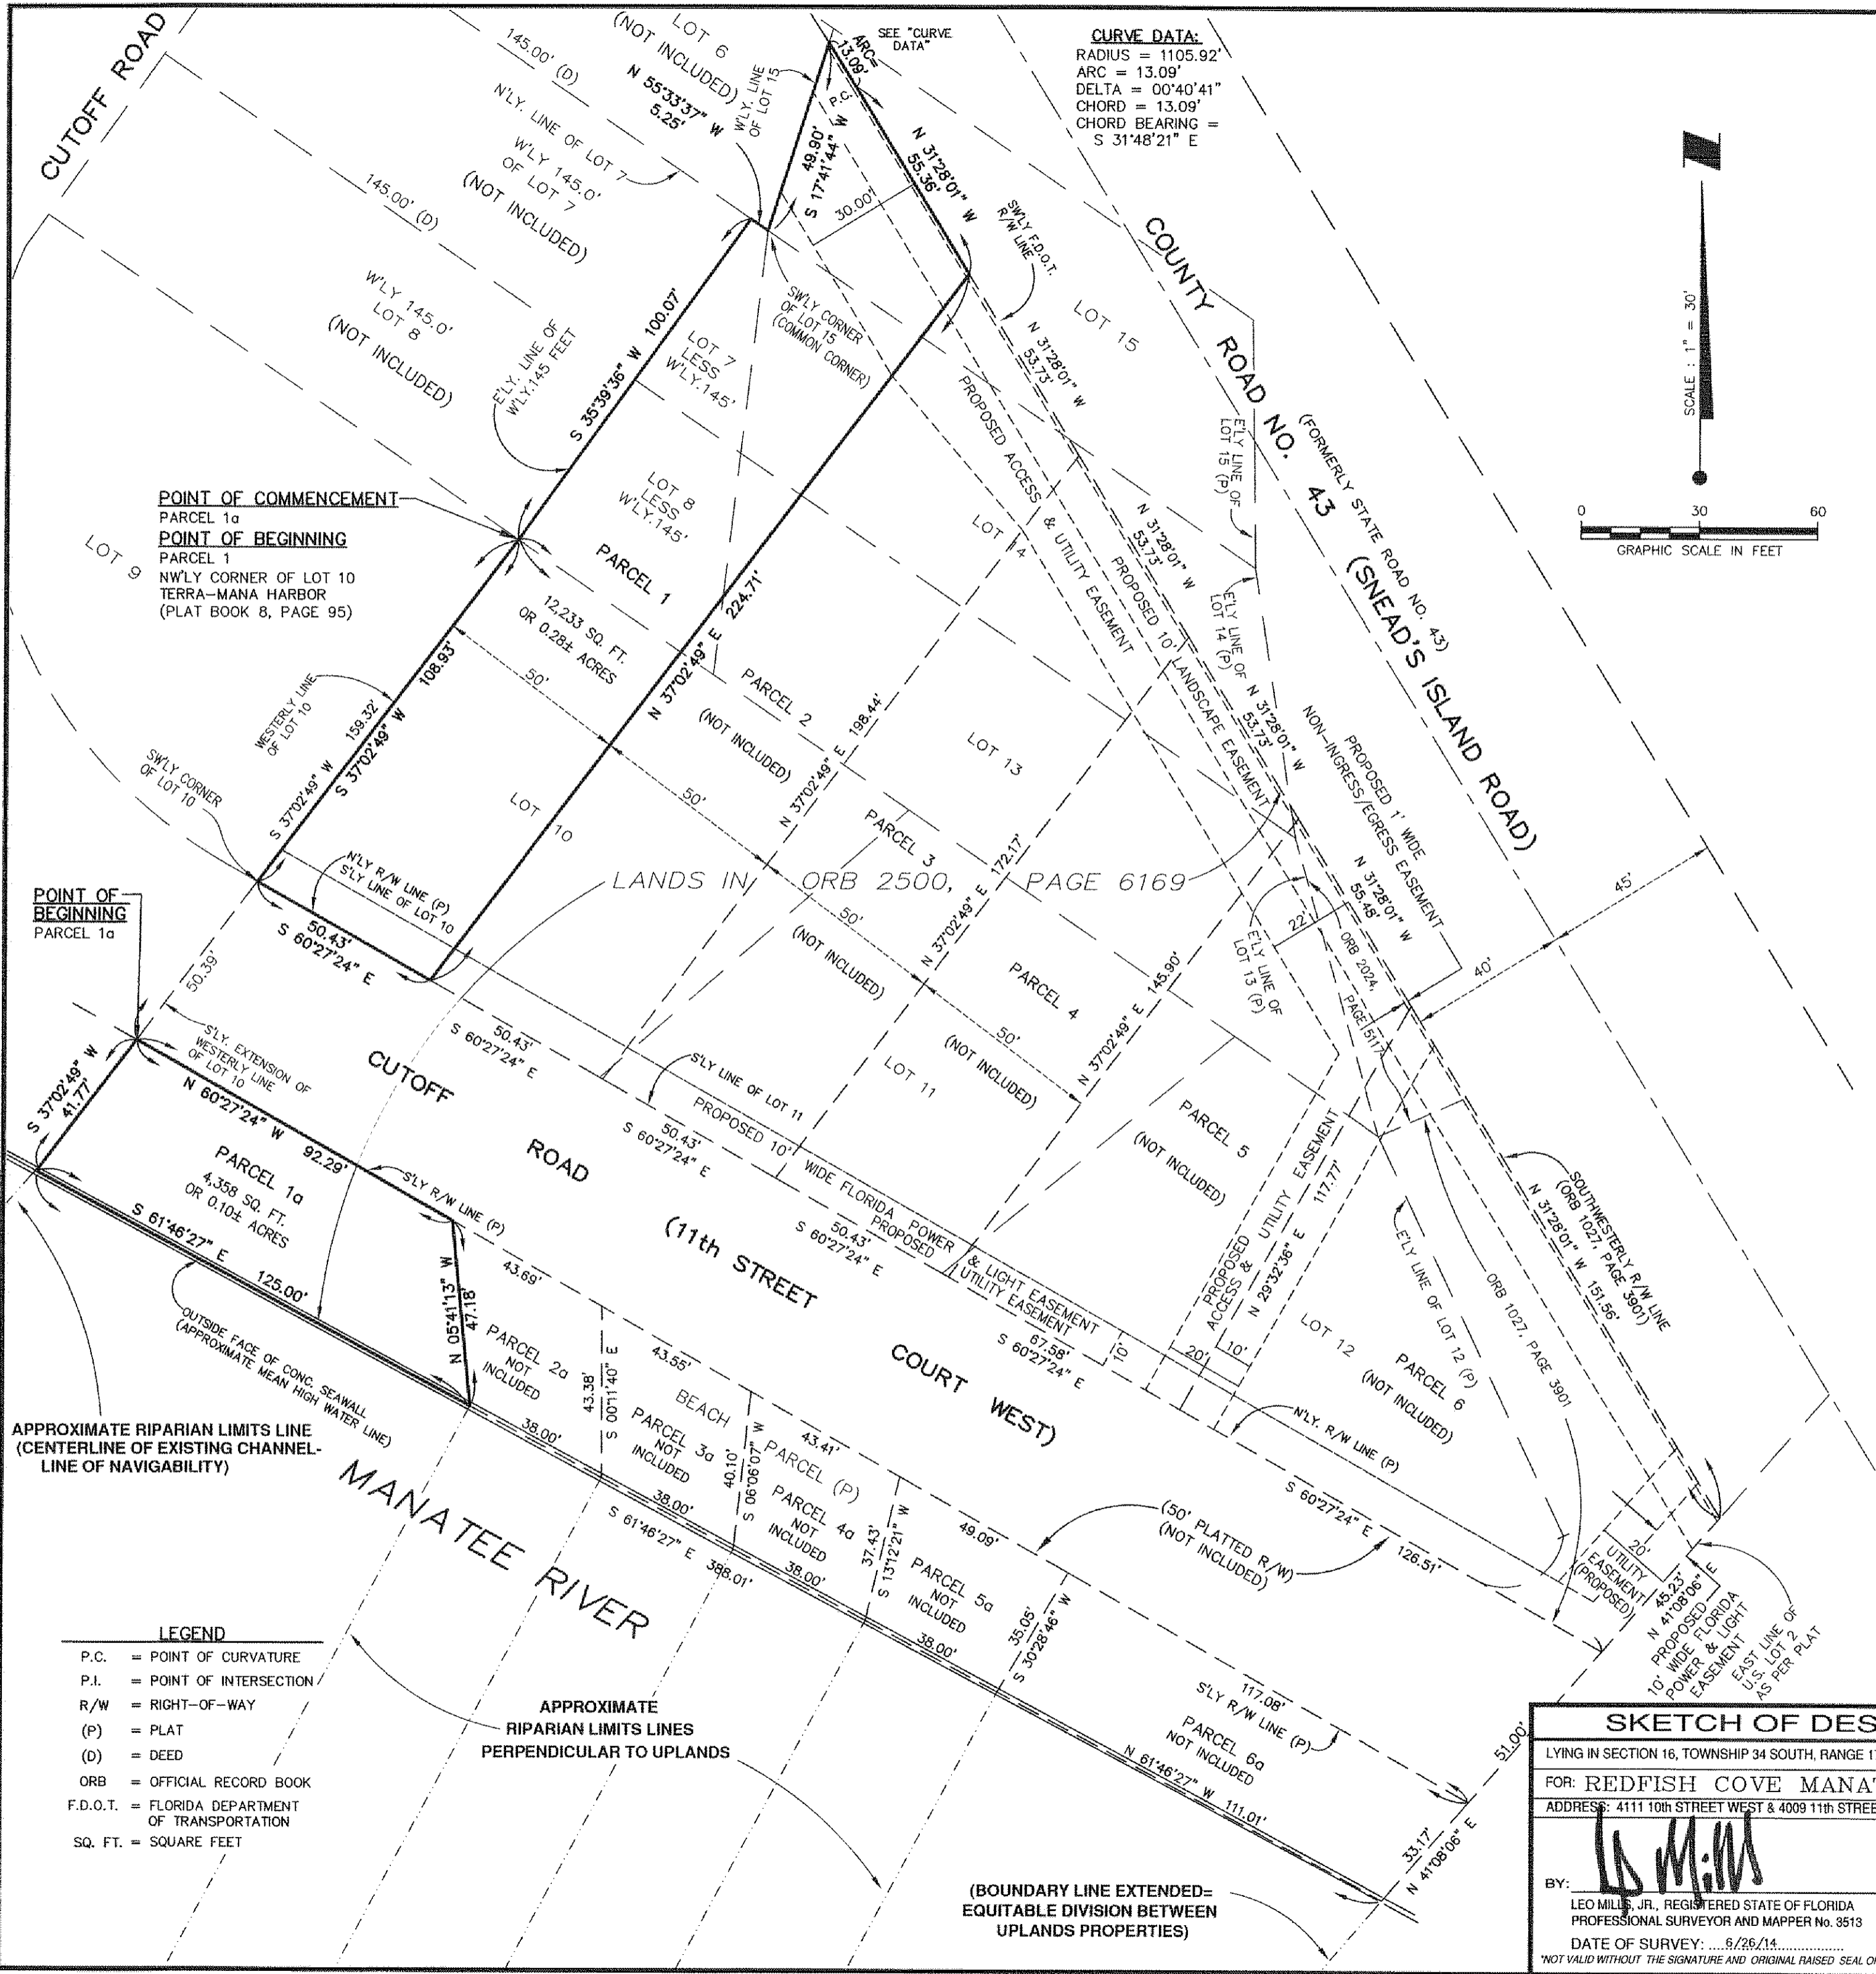 CUTOFF ROAD
LOT 6
(NOT INCLUDED)
145.00' (D)
N 55°33'37" W
5.25'
W'LY. LINE
OF LOT 15
ARC=
13.09'
P.C.
SEE "CURVE
DATA"
CURVE DATA:
RADIUS = 1105.92'
ARC = 13.09'
DELTA = 00°40'41"
CHORD = 13.09'
CHORD BEARING =
S 31°48'21" E
N'LY. LINE OF LOT 7
W'LY 145.0'
OF LOT 7
(NOT INCLUDED)
145.00' (D)
W'LY 145.0'
LOT 8
(NOT INCLUDED)
49.90'
S 17°41'44" W
30.00'
N 31°28'01" W
55.36'
SW'LY F.D.O.T.
R/W LINE
COUNTY ROAD NO. 43
(FORMERLY STATE ROAD NO. 43)
(SNEAD'S ISLAND ROAD)
SCALE : 1" = 30'
0 30 60
GRAPHIC SCALE IN FEET
E'LY. LINE OF
W'LY.145 FEET
S 35°39'36" W 100.07'
LOT 7
LESS
W'LY.145'
SW'LY CORNER
OF LOT 15
(COMMON CORNER)
LOT 15
N 31°28'01" W
53.73'
E'LY LINE OF
LOT 15 (P)
PROPOSED ACCESS & UTILITY EASEMENT
PROPOSED 10' LANDSCAPE EASEMENT
LOT 8
LESS
W'LY.145'
LOT 14
N 31°28'01" W
53.73'
E'LY LINE OF
LOT 14 (P)
POINT OF COMMENCEMENT
PARCEL 1a
POINT OF BEGINNING
PARCEL 1
NW'LY CORNER OF LOT 10
TERRA-MANA HARBOR
(PLAT BOOK 8, PAGE 95)
LOT 9
PARCEL 1
12,233 SQ. FT.
OR 0.28± ACRES
N 37°02'49" E 224.71'
50'
108.93'
WESTERLY LINE
OF LOT 10
159.32'
S 37°02'49" W
S 37°02'49" W
SW'LY CORNER
OF LOT 10
LOT 10
PARCEL 2
(NOT INCLUDED)
50'
N 37°02'49" E 198.44'
LOT 13
N 31°28'01" W
53.73'
PROPOSED 1' WIDE
NON-INGRESS/EGRESS EASEMENT
PARCEL 3
(NOT INCLUDED)
50'
N 37°02'49" E 172.17'
N 31°28'01" W
55.48'
45'
40'
22'
ORB 2024,
PAGE 5117
E'LY LINE OF
LOT 13 (P)
LANDS IN ORB 2500, PAGE 6169
N'LY R/W LINE (P)
S'LY LINE OF LOT 10
50.43'
S 60°27'24" E
POINT OF
BEGINNING
PARCEL 1a
50.39'
S'LY. EXTENSION OF
WESTERLY LINE
OF LOT 10
PARCEL 4
(NOT INCLUDED)
50'
N 37°02'49" E 145.90'
LOT 11
50.43'
S 60°27'24" E
S'LY LINE OF LOT 11
PARCEL 5
(NOT INCLUDED)
S 37°02'49" W
41.77'
N 60°27'24" W 92.29'
S'LY R/W LINE (P)
PARCEL 1a
4,358 SQ. FT.
OR 0.10± ACRES
S 61°46'27" E
125.00'
N 05°41'13" W
47.18'
CUTOFF ROAD (11th STREET COURT WEST)
PROPOSED 10' WIDE FLORIDA POWER & LIGHT EASEMENT
50.43'
S 60°27'24" E
PROPOSED
UTILITY EASEMENT
50.43'
S 60°27'24" E
67.58'
S 60°27'24" E
10'
PROPOSED
ACCESS & UTILITY EASEMENT
N 29°32'36" E 117.77'
20'
10'
LOT 12
PARCEL 6
(NOT INCLUDED)
E'LY LINE OF LOT 12 (P)
ORB 1027, PAGE 3901
SOUTHWESTERLY R/W LINE
(ORB 1027, PAGE 3901)
N 31°28'01" W 151.56'
OUTSIDE FACE OF CONC. SEAWALL
(APPROXIMATE MEAN HIGH WATER LINE)
APPROXIMATE RIPARIAN LIMITS LINE
(CENTERLINE OF EXISTING CHANNEL-
LINE OF NAVIGABILITY)
43.69'
PARCEL 2a
NOT
INCLUDED
38.00'
43.38'
S 00°11'40" E
43.55'
BEACH PARCEL (P)
PARCEL 3a
NOT
INCLUDED
38.00'
40.10'
S 06°06'07" W
43.41'
PARCEL 4a
NOT
INCLUDED
38.00'
37.43'
S 13°12'21" W
S 61°46'27" E 388.01'
49.09'
PARCEL 5a
NOT
INCLUDED
38.00'
35.05'
S 30°28'46" W
(50' PLATTED R/W)
(NOT INCLUDED)
N'LY. R/W LINE (P)
S 60°27'24" E 126.51'
20'
UTILITY
EASEMENT
(PROPOSED)
45.23'
N 41°08'06" E
PROPOSED
10' WIDE FLORIDA
POWER & LIGHT
EASEMENT
EAST LINE OF
U.S. LOT 2
AS PER PLAT
MANATEE RIVER
117.08'
S'LY R/W LINE (P)
PARCEL 6a
NOT INCLUDED
N 61°46'27" W 111.01'
51.00'
33.17'
N 41°08'06" E
LEGEND
P.C. = POINT OF CURVATURE
P.I. = POINT OF INTERSECTION
R/W = RIGHT-OF-WAY
(P) = PLAT
(D) = DEED
ORB = OFFICIAL RECORD BOOK
F.D.O.T. = FLORIDA DEPARTMENT
OF TRANSPORTATION
SQ. FT. = SQUARE FEET
APPROXIMATE
RIPARIAN LIMITS LINES
PERPENDICULAR TO UPLANDS
(BOUNDARY LINE EXTENDED=
EQUITABLE DIVISION BETWEEN
UPLANDS PROPERTIES)
SKETCH OF DES
LYING IN SECTION 16, TOWNSHIP 34 SOUTH, RANGE 1
FOR: REDFISH COVE MANA
ADDRESS: 4111 10th STREET WEST & 4009 11th STREE
BY:
LEO MILLS, JR., REGISTERED STATE OF FLORIDA
PROFESSIONAL SURVEYOR AND MAPPER No. 3513
DATE OF SURVEY: 6/26/14
*NOT VALID WITHOUT THE SIGNATURE AND ORIGINAL RAISED SEAL O